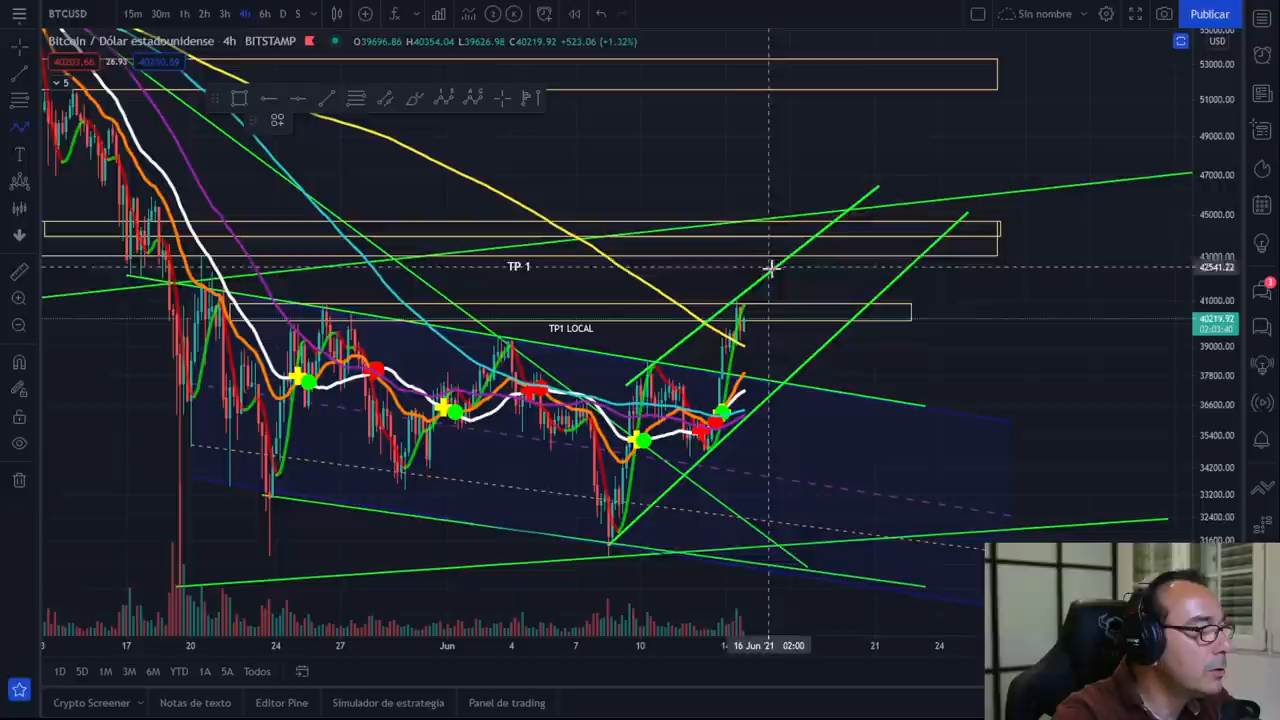 BTCUSD 15m 30m 1h 2h 3h 4h 6h D S Sin nombre Publicar
Bitcoin / Dólar estadounidense - 4h BITSTAMP O39696.86 H40354.04 L39626.98 C40219.92 +523.06 (+1.32%)
40203.66 26.93
5
55000.00
USD
53000.00
51000.00
49000.00
47000.00
45000.00
43000.00
TP 1
42541.22
41000.00
TP1 LOCAL
40219.92
02:03:40
39000.00
37800.00
36600.00
35400.00
34200.00
33200.00
32400.00
31600.00
3
17 20 24 27 Jun 4 7 10 14 16 Jun '21 02:00 21 24
1D 5D 1M 3M 6M YTD 1A 5A Todos
Crypto Screener Notas de texto Editor Pine Simulador de estrategia Panel de trading